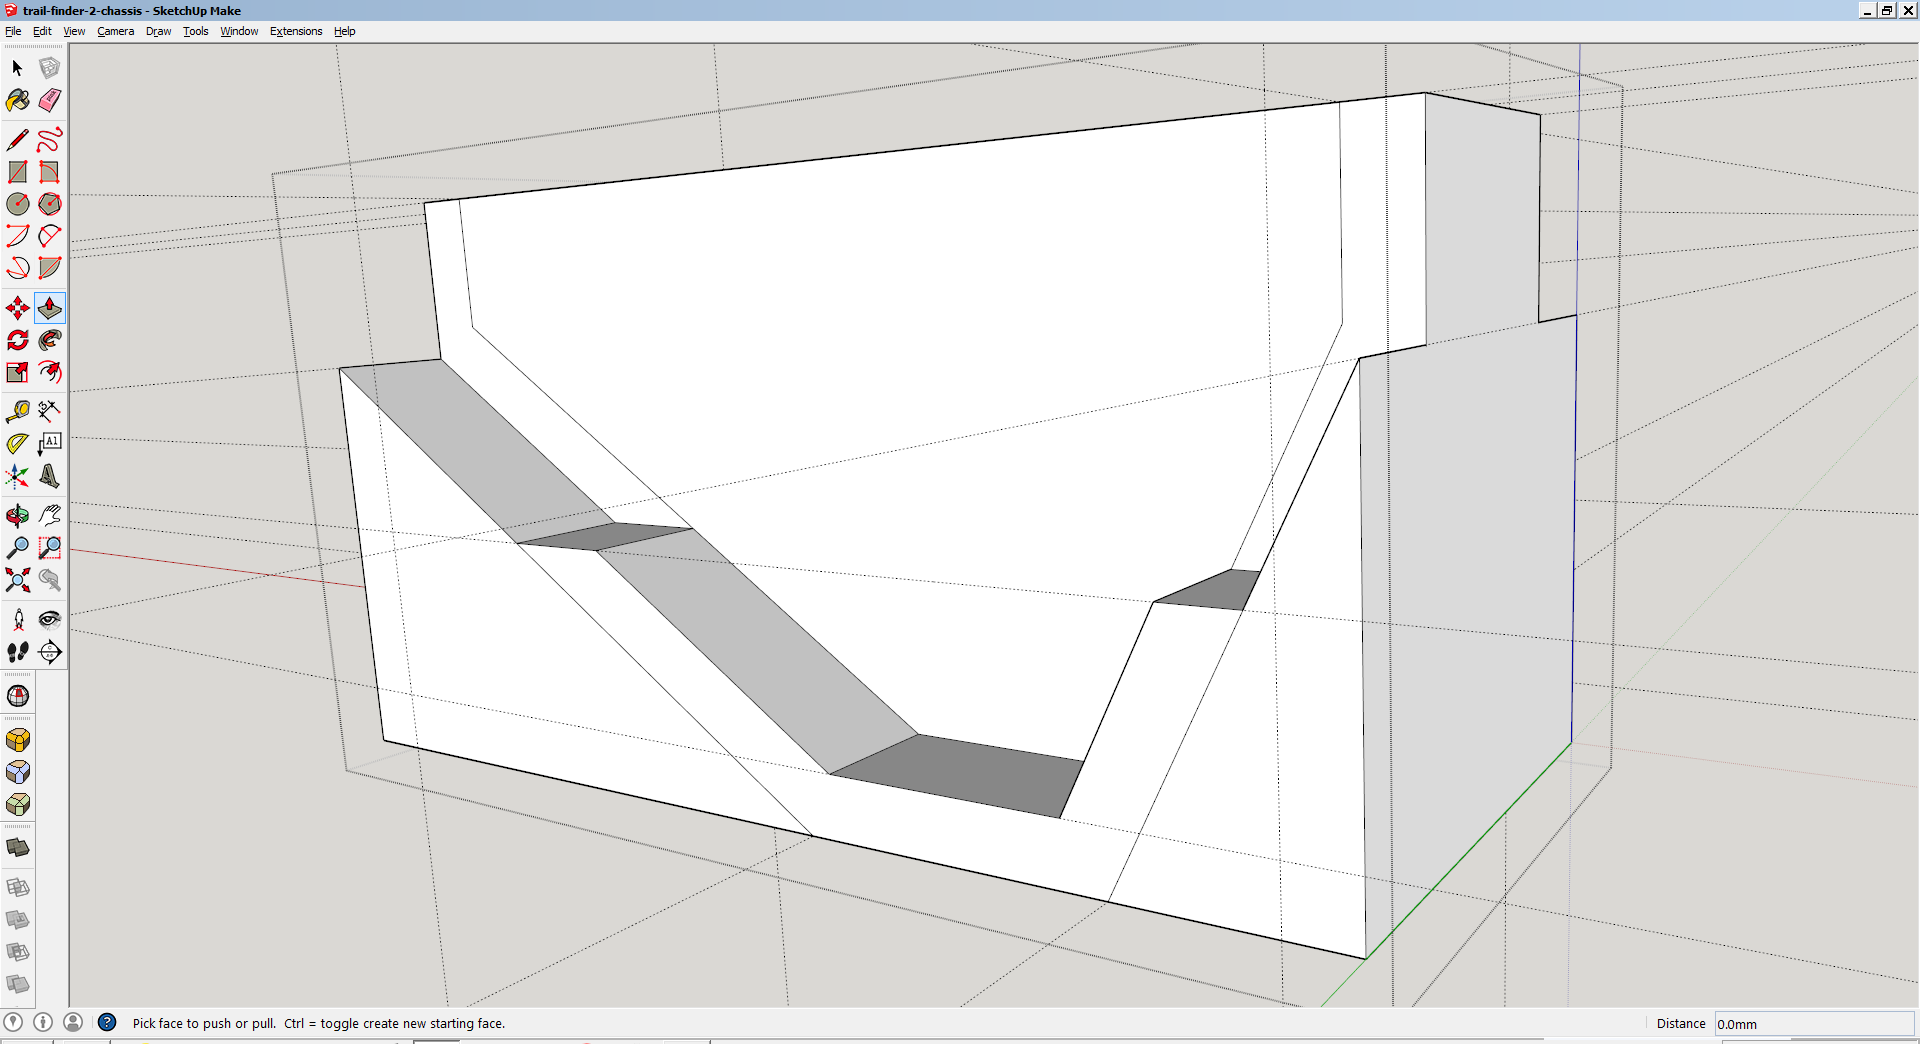 trail-finder-2-chassis - SketchUp Make
File Edit View Camera Draw Tools Window Extensions Help
A1
Pick face to push or pull. Ctrl = toggle create new starting face.
Distance 0.0mm